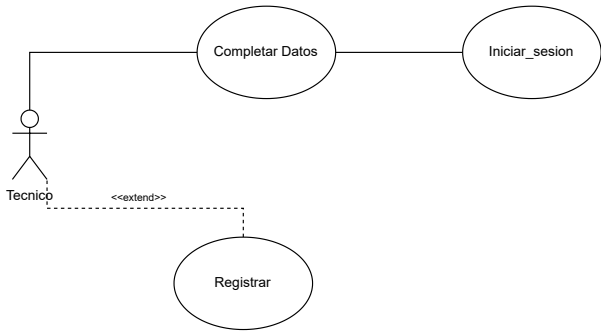 Completar Datos
Iniciar_sesion
Tecnico
<<extend>>
Registrar